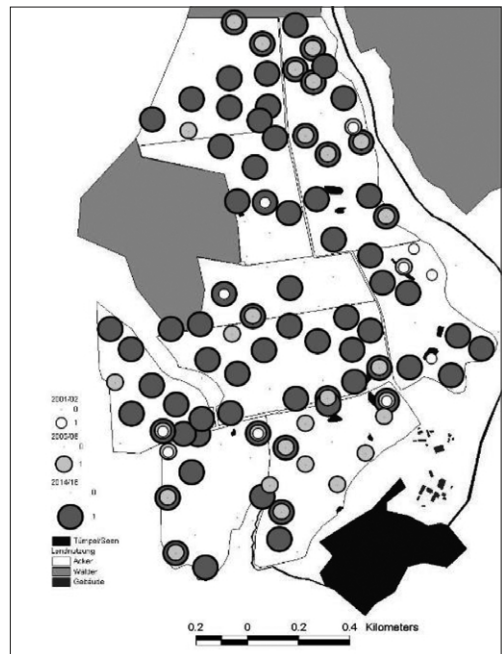 2001/02
0
1
2005/06
0
1
2014/16
0
1
Tümpel/Seen
Landnutzung
Acker
Wälder
Gebäude
0.2 0 0.2 0.4 Kilometers